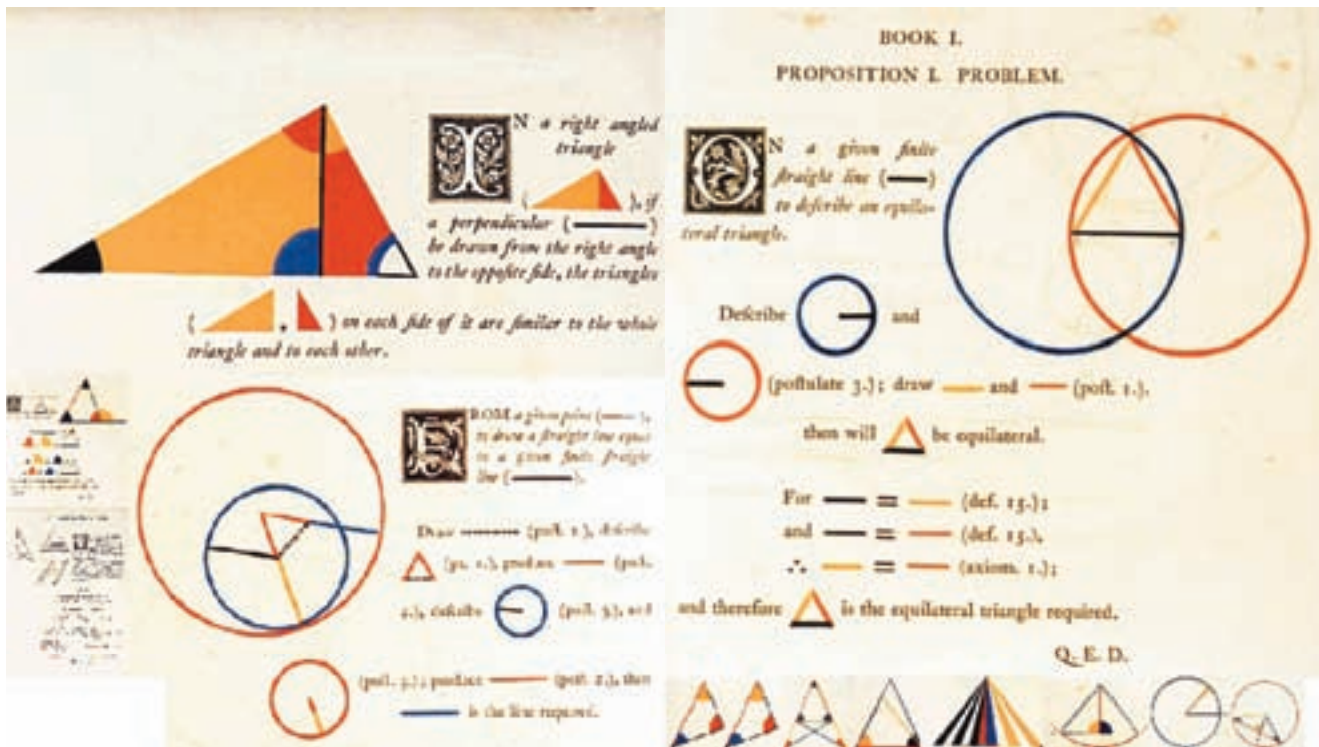 IN a right angled
triangle
( ), if
a perpendicular ( )
be drawn from the right angle
to the oppoſite ſide, the triangles
( , ) on each ſide of it are ſimilar to the whole
triangle and to each other.
FROM a given point ( ),
to draw a ſtraight line equal
to a given finite ſtraight
line ( ).
Draw (poſt. 1.), deſcribe
(pr. 1.), produce (poſt.
2.), deſcribe (poſt. 3.), and
(poſt. 3.); produce (poſt. 2.), then
is the line required.
BOOK I.
PROPOSITION I. PROBLEM.
ON a given finite
ſtraight line ( )
to deſcribe an equila-
teral triangle.
Deſcribe and
(poſtulate 3.); draw and (poſt. 1.).
then will be equilateral.
For = (def. 15.);
and = (def. 15.),
∴ = (axiom. 1.);
and therefore is the equilateral triangle required.
Q. E. D.